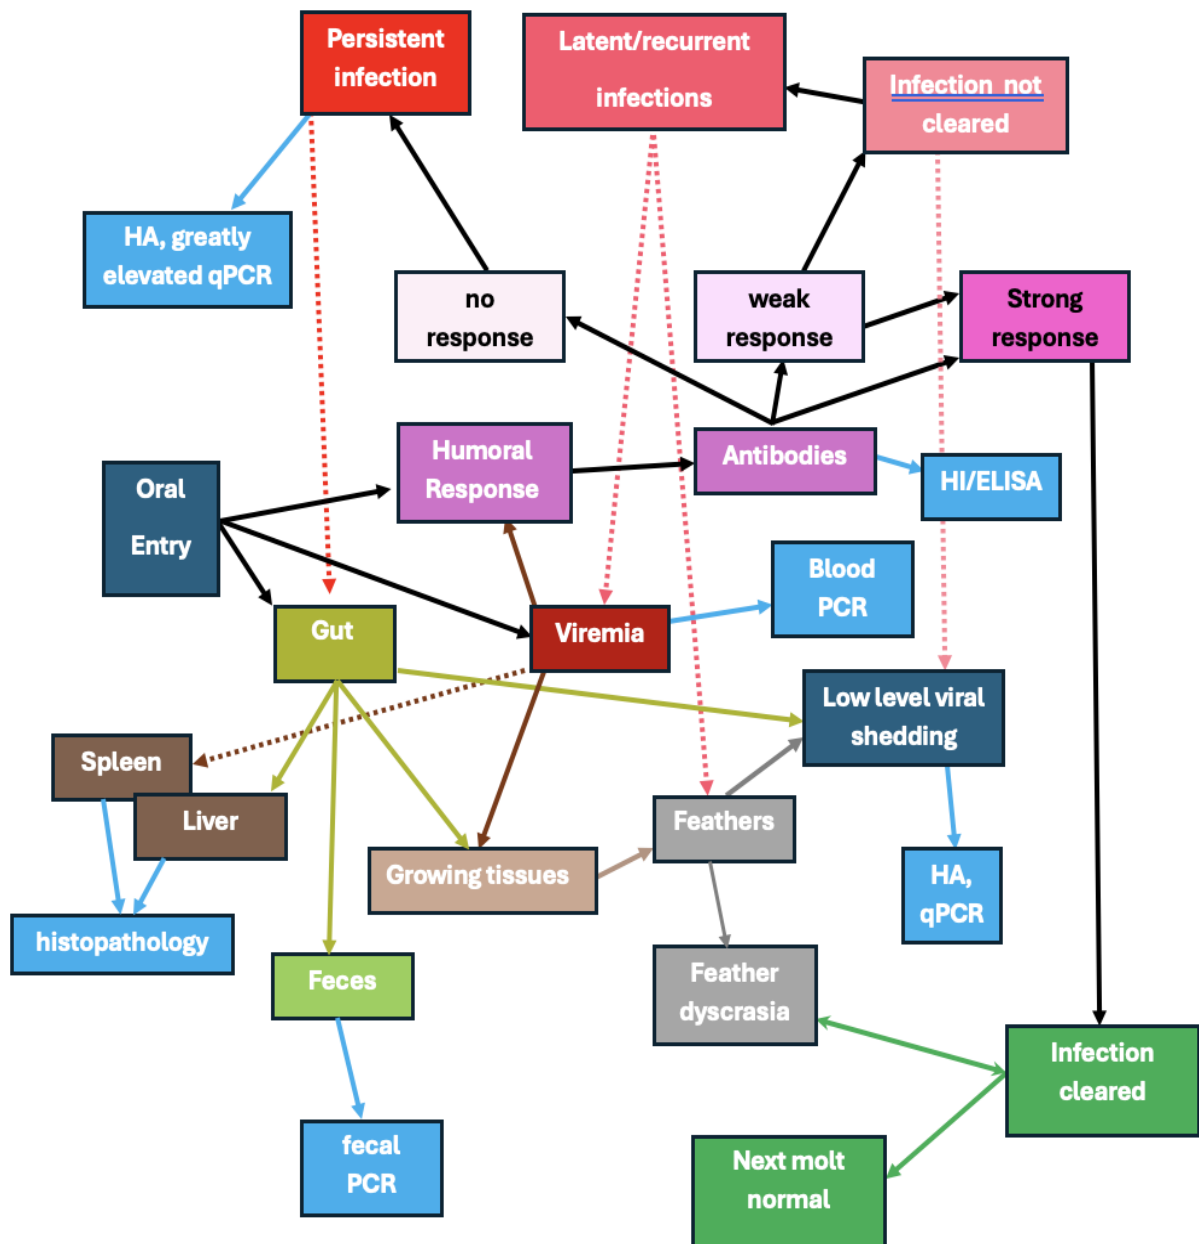 Persistent
infection
Latent/recurrent
infections
Infection not
cleared
HA, greatly
elevated qPCR
no
response
weak
response
Strong
response
Humoral
Response
Antibodies
HI/ELISA
Oral
Entry
Blood
PCR
Gut
Viremia
Low level viral
shedding
Spleen
Liver
Feathers
Growing tissues
HA,
qPCR
histopathology
Feces
Feather
dyscrasia
Infection
cleared
fecal
PCR
Next molt
normal